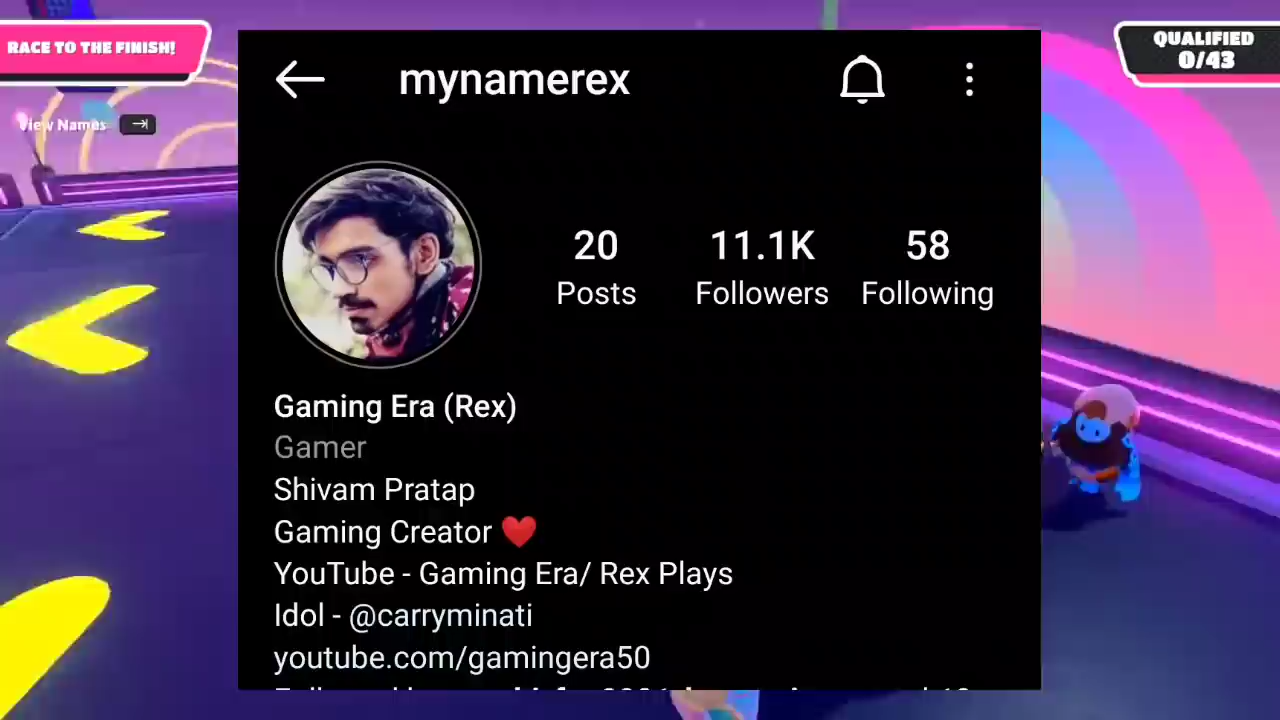 RACE TO THE FINISH!
QUALIFIED
0/43
View Names
mynamerex
20 11.1K 58
Posts Followers Following
Gaming Era (Rex)
Gamer
Shivam Pratap
Gaming Creator ❤️
YouTube - Gaming Era/ Rex Plays
Idol - @carryminati
youtube.com/gamingera50